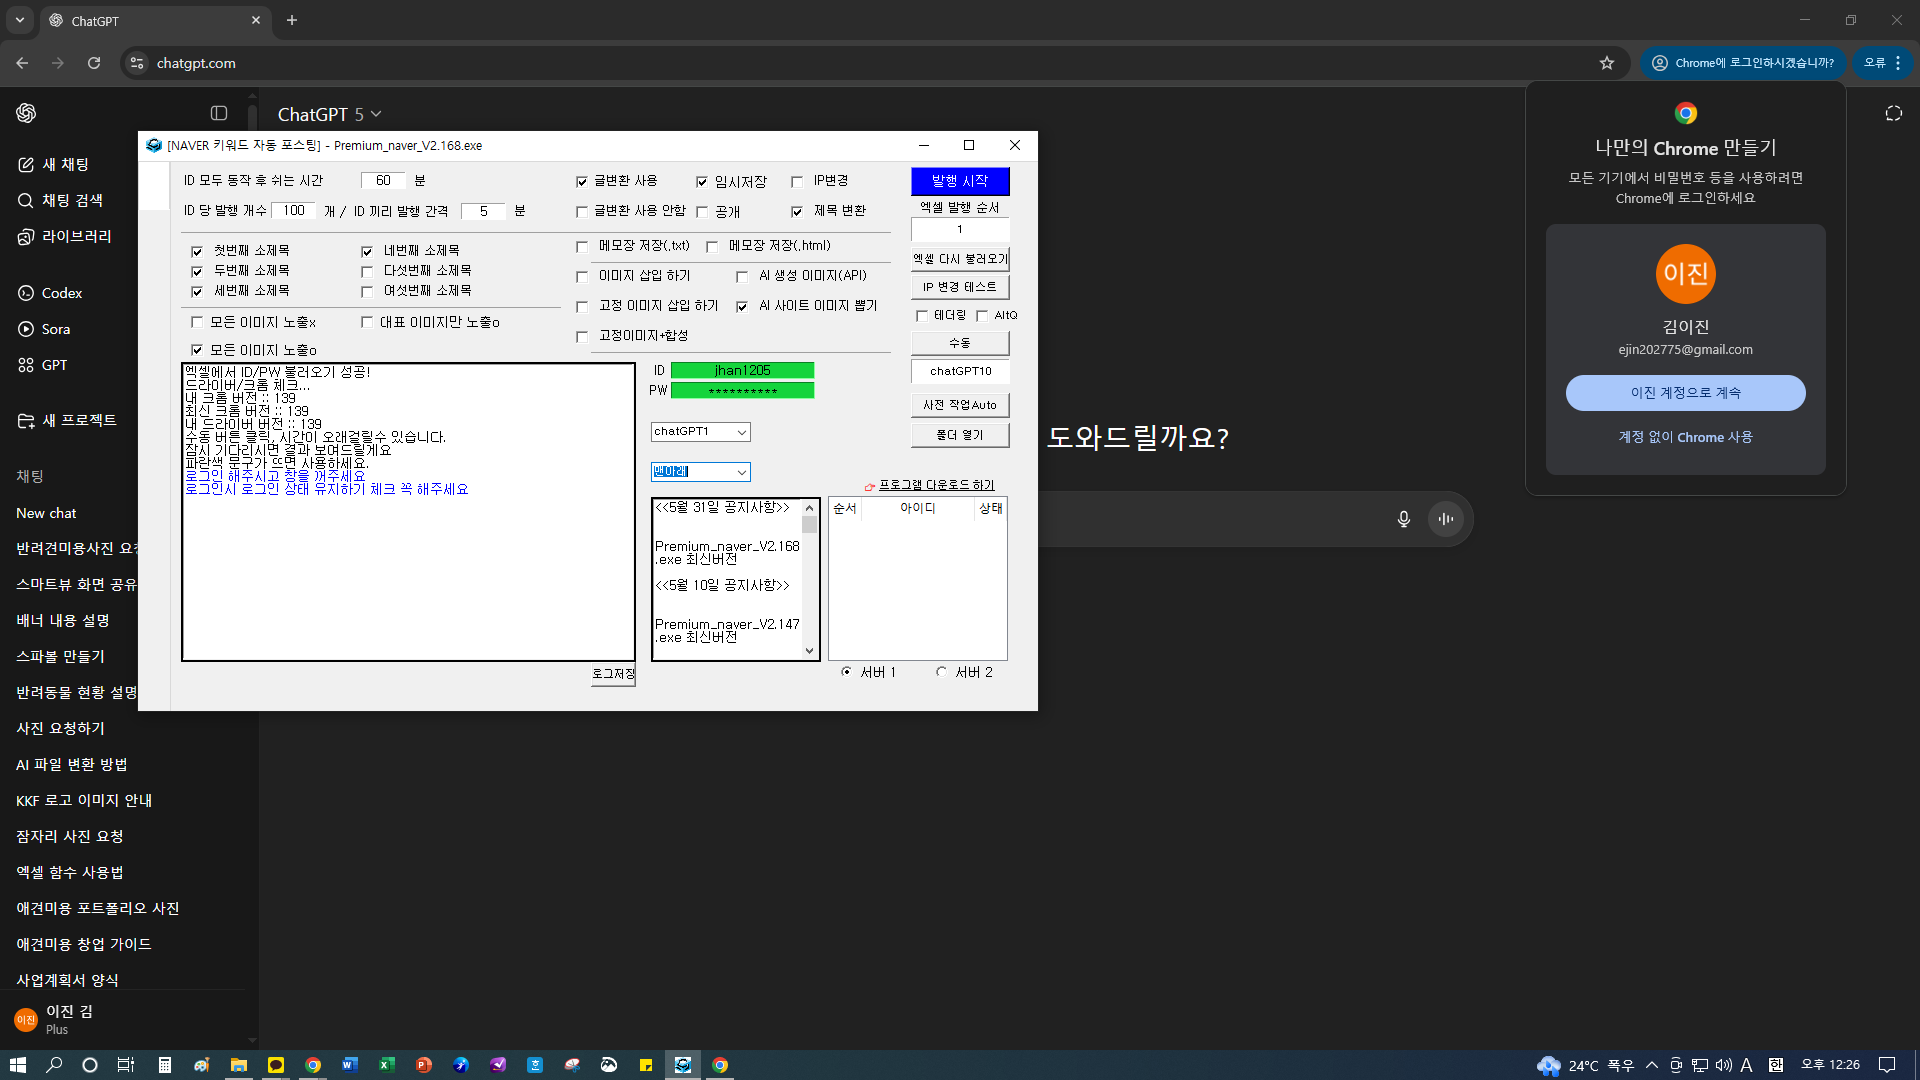 ChatGPT
chatgpt.com
Chrome에 로그인하시겠습니까?
오류
ChatGPT 5
새 채팅
채팅 검색
라이브러리
Codex
Sora
GPT
새 프로젝트
채팅
New chat
반려견미용사진 요청
스마트뷰 화면 공유
배너 내용 설명
스파볼 만들기
반려동물 현황 설명
사진 요청하기
AI 파일 변환 방법
KKF 로고 이미지 안내
잠자리 사진 요청
엑셀 함수 사용법
애견미용 포트폴리오 사진
애견미용 창업 가이드
사업계획서 양식
이진
이진 김
Plus
[NAVER 키워드 자동 포스팅] - Premium_naver_V2.168.exe
ID 모두 동작 후 쉬는 시간 60 분
ID 당 발행 개수 100 개 / ID 끼리 발행 간격 5 분
글변환 사용 임시저장 IP변경
글변환 사용 안함 공개 제목 변환
첫번째 소제목 네번째 소제목
두번째 소제목 다섯번째 소제목
세번째 소제목 여섯번째 소제목
모든 이미지 노출x 대표 이미지만 노출o
모든 이미지 노출o
메모장 저장(.txt) 메모장 저장(.html)
이미지 삽입 하기 AI 생성 이미지(API)
고정 이미지 삽입 하기 AI 사이트 이미지 뽑기
고정이미지+합성
발행 시작
엑셀 발행 순서
1
엑셀 다시 불러오기
IP 변경 테스트
테더링 AltQ
수동
chatGPT10
사전 작업Auto
폴더 열기
엑셀에서 ID/PW 불러오기 성공!
드라이버/크롬 체크...
내 크롬 버전 :: 139
최신 크롬 버전 :: 139
내 드라이버 버전 :: 139
수동 버튼 클릭, 시간이 오래걸릴수 있습니다.
잠시 기다리시면 결과 보여드릴게요
파란색 문구가 뜨면 사용하세요.
로그인 해주시고 창을 꺼주세요
로그인시 로그인 상태 유지하기 체크 꼭 해주세요
로그저장
ID jhan1205
PW **********
chatGPT1
맨아래
프로그램 다운로드 하기
<<5월 31일 공지사항>>
Premium_naver_V2.168
.exe 최신버전
<<5월 10일 공지사항>>
Premium_naver_V2.147
.exe 최신버전
순서 아이디 상태
서버 1 서버 2
도와드릴까요?
나만의 Chrome 만들기
모든 기기에서 비밀번호 등을 사용하려면
Chrome에 로그인하세요
이진
김이진
ejin202775@gmail.com
이진 계정으로 계속
계정 없이 Chrome 사용
24°C 폭우
A
한
오후 12:26